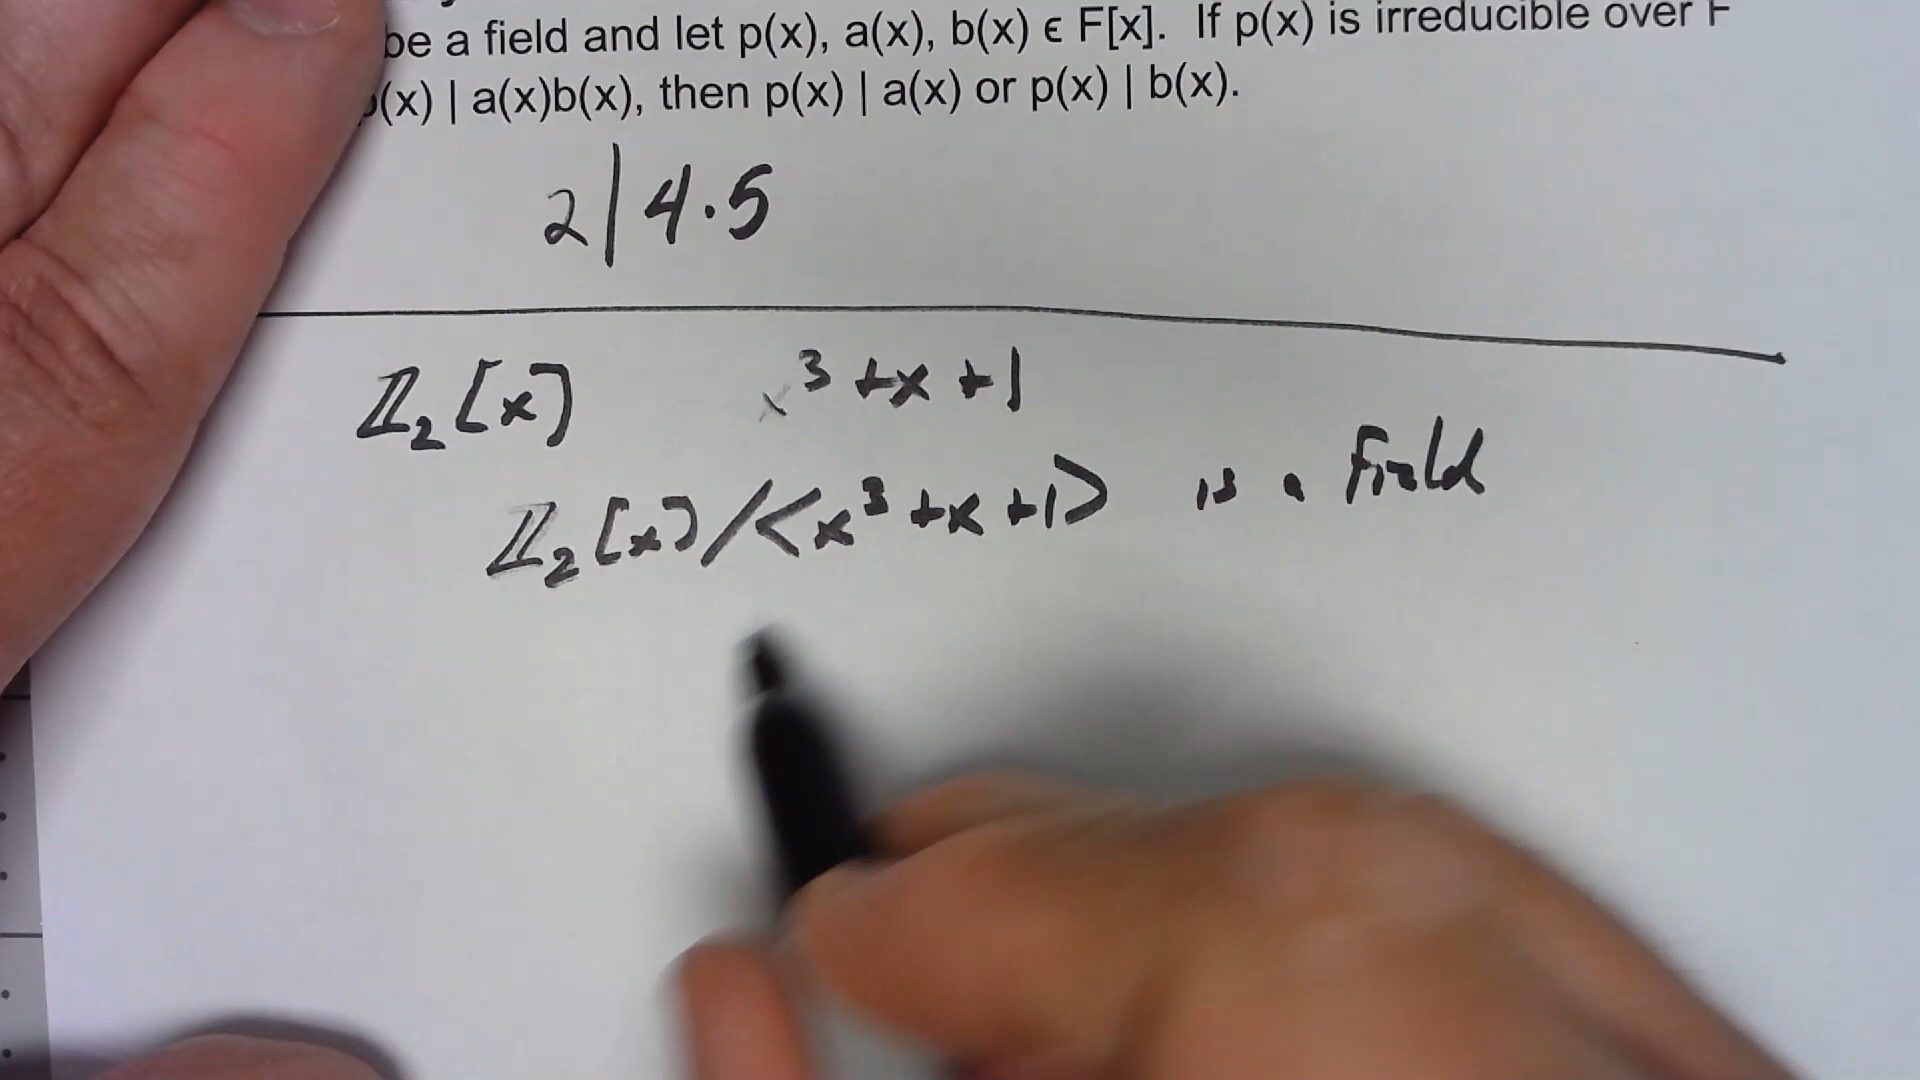 be a field and let p(x), a(x), b(x) ϵ F[x]. If p(x) is irreducible over F
(x) | a(x)b(x), then p(x) | a(x) or p(x) | b(x).
2 | 4·5
ℤ₂[x] x³ + x + 1
ℤ₂[x]/<x³ + x + 1> is a field